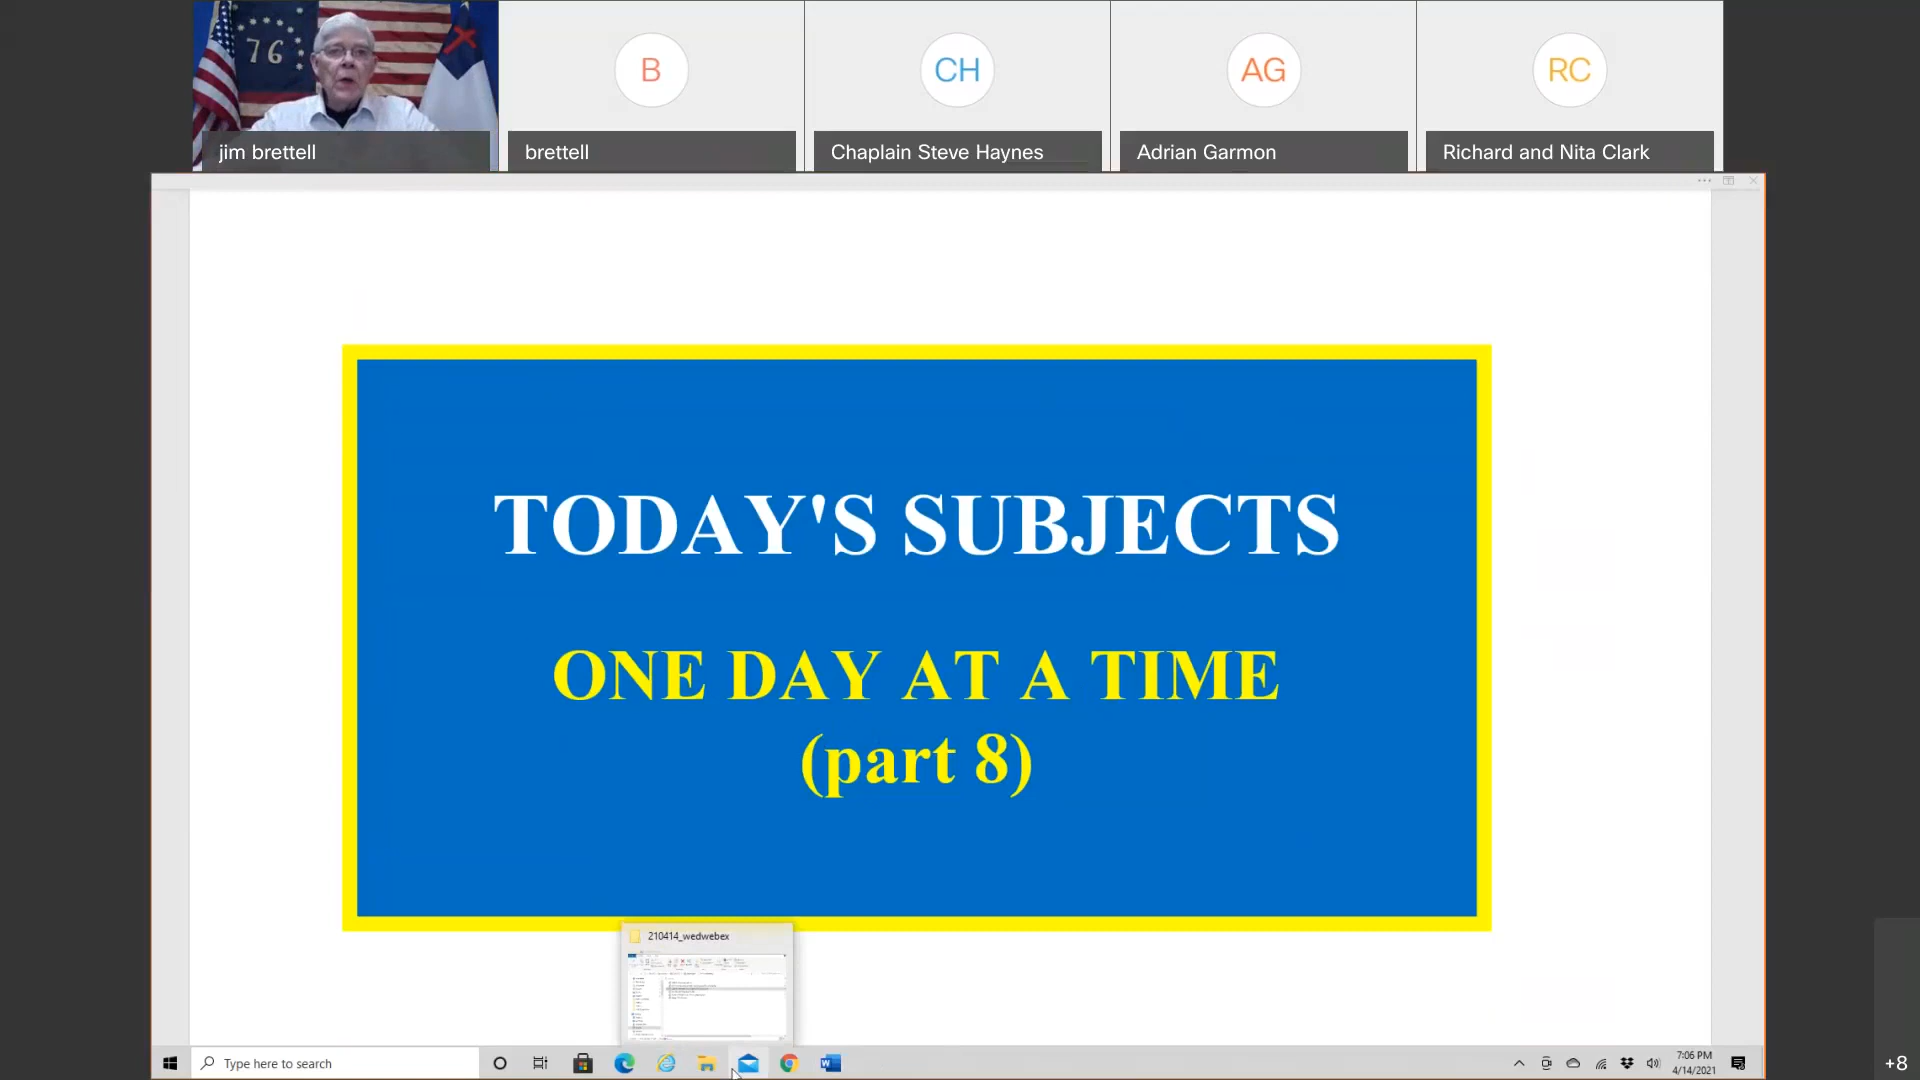 76
B
CH
AG
RC
jim brettell
brettell
Chaplain Steve Haynes
Adrian Garmon
Richard and Nita Clark
TODAY'S SUBJECTS
ONE DAY AT A TIME
(part 8)
210414_wedwebex
Type here to search
7:06 PM
4/14/2021
+8